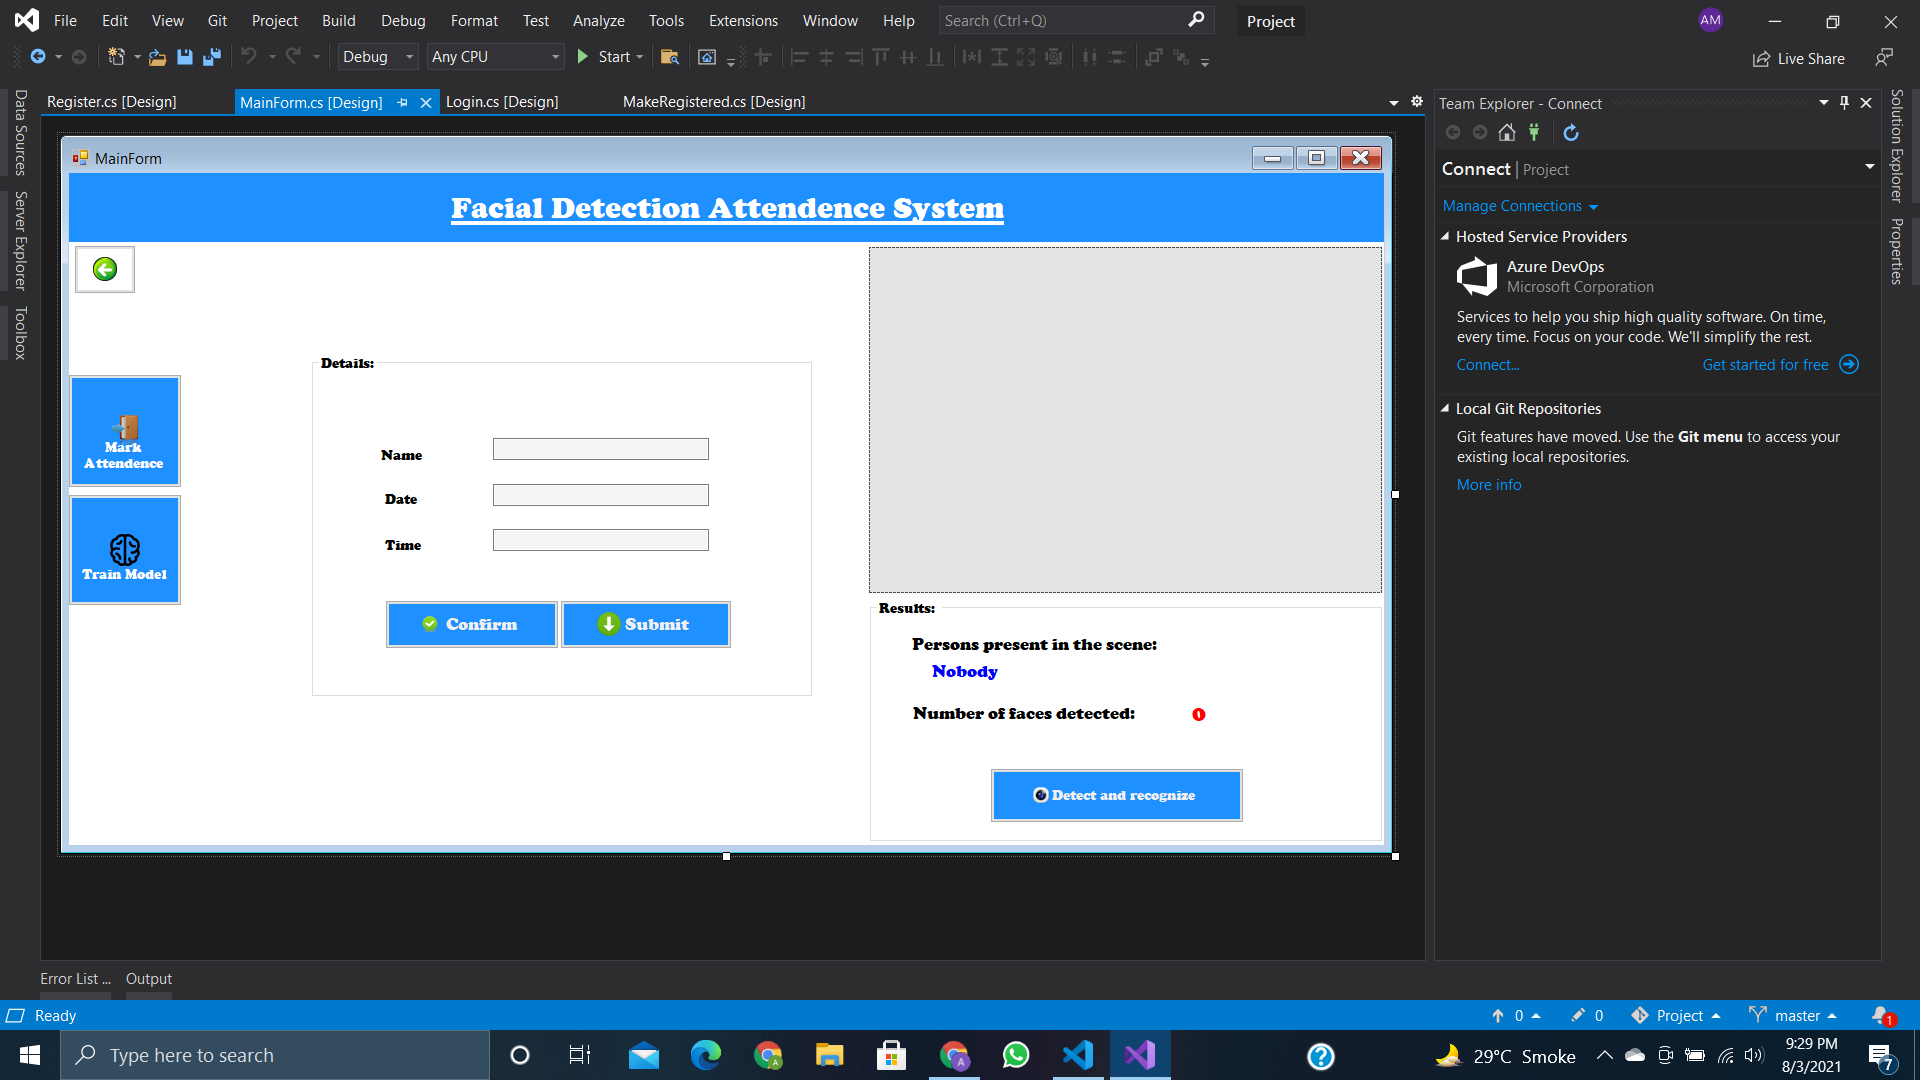 File Edit View Git Project Build Debug Format Test Analyze Tools Extensions Window Help Search (Ctrl+Q) Project AM
Debug Any CPU Start Live Share
Register.cs [Design] MainForm.cs [Design] Login.cs [Design] MakeRegistered.cs [Design]
Data Sources
Server Explorer
Toolbox
MainForm
Facial Detection Attendence System
Mark
Attendence
Train Model
Details:
Name
Date
Time
Confirm Submit
Results:
Persons present in the scene:
Nobody
Number of faces detected: 0
Detect and recognize
Team Explorer - Connect
Connect | Project
Manage Connections
Hosted Service Providers
Azure DevOps
Microsoft Corporation
Services to help you ship high quality software. On time,
every time. Focus on your code. We'll simplify the rest.
Connect... Get started for free
Local Git Repositories
Git features have moved. Use the Git menu to access your
existing local repositories.
More info
Solution Explorer
Properties
Error List ... Output
Ready 0 0 Project master 1
Type here to search 29°C Smoke 9:29 PM
8/3/2021 7